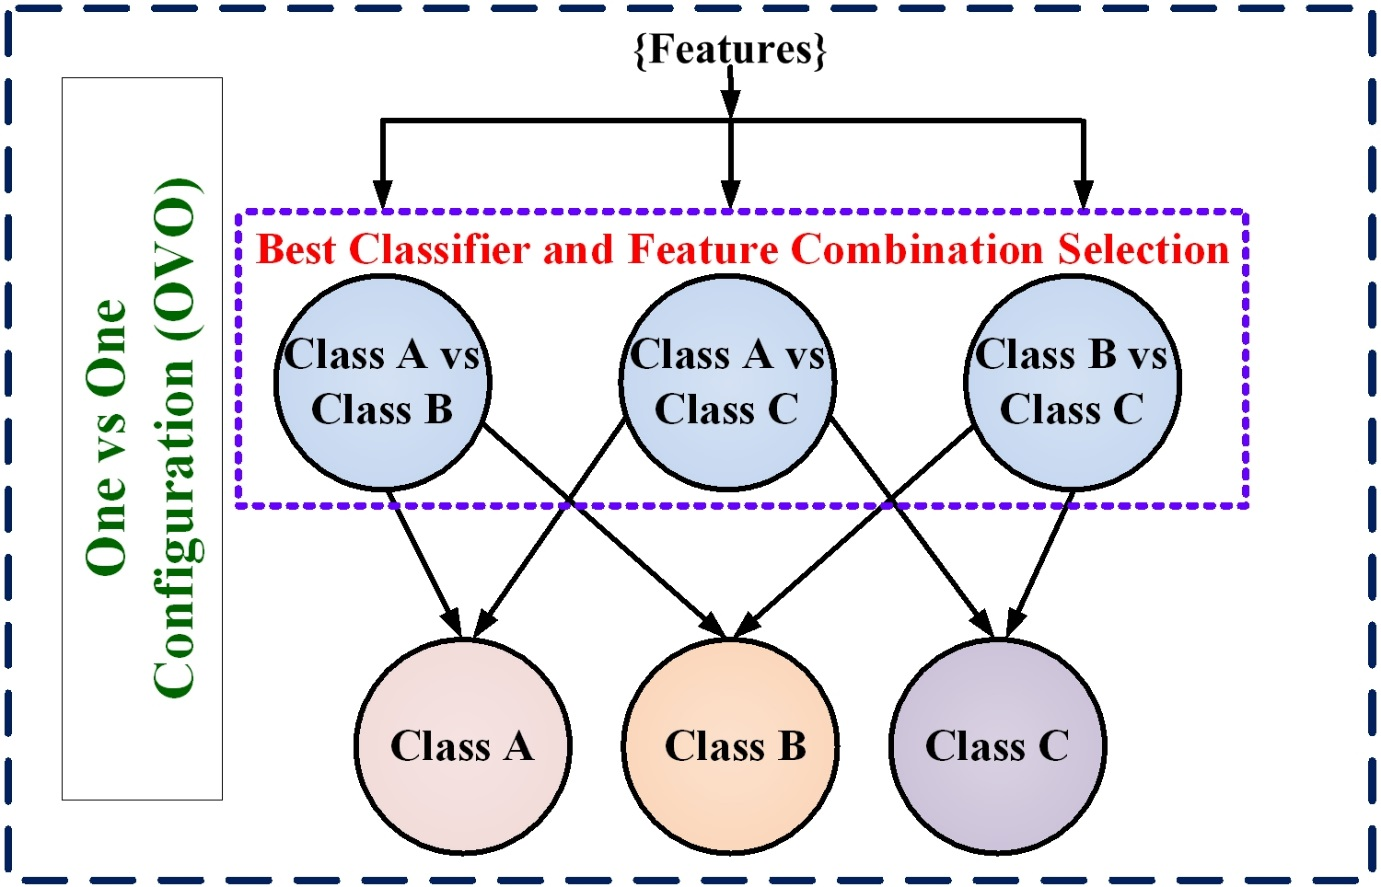 {Features}
One vs One
Configuration (OVO)
Best Classifier and Feature Combination Selection
Class A vs
Class B
Class A vs
Class C
Class B vs
Class C
Class A
Class B
Class C